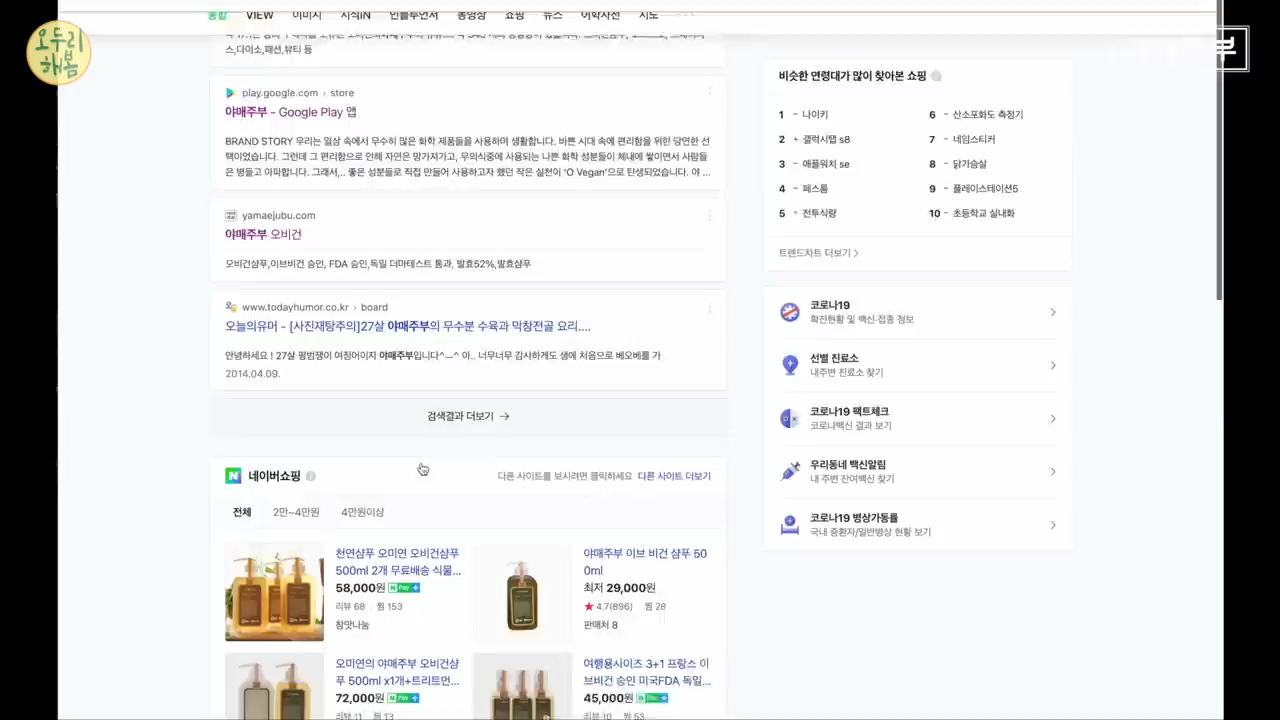 오두리
해봄
부
통합 VIEW 이미지 지식iN 인플루언서 동영상 쇼핑 뉴스 어학사전 지도
스,다이소,패션,뷰티 등
play.google.com › store
야매주부 - Google Play 앱
BRAND STORY 우리는 일상 속에서 무수히 많은 화학 제품들을 사용하며 생활합니다. 바쁜 시대 속에 편리함을 위한 당연한 선
택이었습니다. 그런데 그 편리함으로 인해 자연은 망가져가고, 무의식중에 사용되는 나쁜 화학 성분들이 체내에 쌓이면서 사람들
은 병들고 아파합니다. 그래서,.. 좋은 성분들로 직접 만들어 사용하고자 했던 작은 실천이 'O Vegan'으로 탄생되었습니다. 야 ...
yamaejubu.com
야매주부 오비건
오비건샴푸,이브비건 승인, FDA 승인,독일 더마테스트 통과, 발효52%,발효샴푸
www.todayhumor.co.kr › board
오늘의유머 - [사진재탕주의]27살 야매주부의 무수분 수육과 막창전골 요리....
안녕하세요 ! 27살 평범쟁이 여징어이자 야매주부입니다^ㅡ^ 아.. 너무너무 감사하게도 생에 처음으로 베오베를 가
2014.04.09.
검색결과 더보기 →
N 네이버쇼핑
다른 사이트를 보시려면 클릭하세요 다른 사이트 더보기
전체 2만~4만원 4만원이상
천연샴푸 오미연 오비건샴푸
500ml 2개 무료배송 식물...
58,000원 N Pay +
리뷰 68 찜 153
참맛나눔
야매주부 이브 비건 샴푸 50
0ml
최저 29,000원
★ 4.7(896) 찜 28
판매처 8
오미연의 야매주부 오비건샴
푸 500ml x1개+트리트먼...
72,000원 N Pay +
리뷰 11 찜 13
여행용사이즈 3+1 프랑스 이
브비건 승인 미국FDA 독일...
45,000원 N Pay +
리뷰 10 찜 53
비슷한 연령대가 많이 찾아본 쇼핑
1 - 나이키
2 갤럭시탭 s8
3 - 애플워치 se
4 - 페스룸
5 전투식량
6 - 산소포화도 측정기
7 - 네임스티커
8 - 닭가슴살
9 - 플레이스테이션5
10 - 초등학교 실내화
트렌드차트 더보기 >
코로나19
확진현황 및 백신·접종 정보
선별 진료소
내주변 진료소 찾기
코로나19 팩트체크
코로나백신 결과 보기
우리동네 백신알림
내 주변 잔여백신 찾기
코로나19 병상가동률
국내 중환자/일반병상 현황 보기